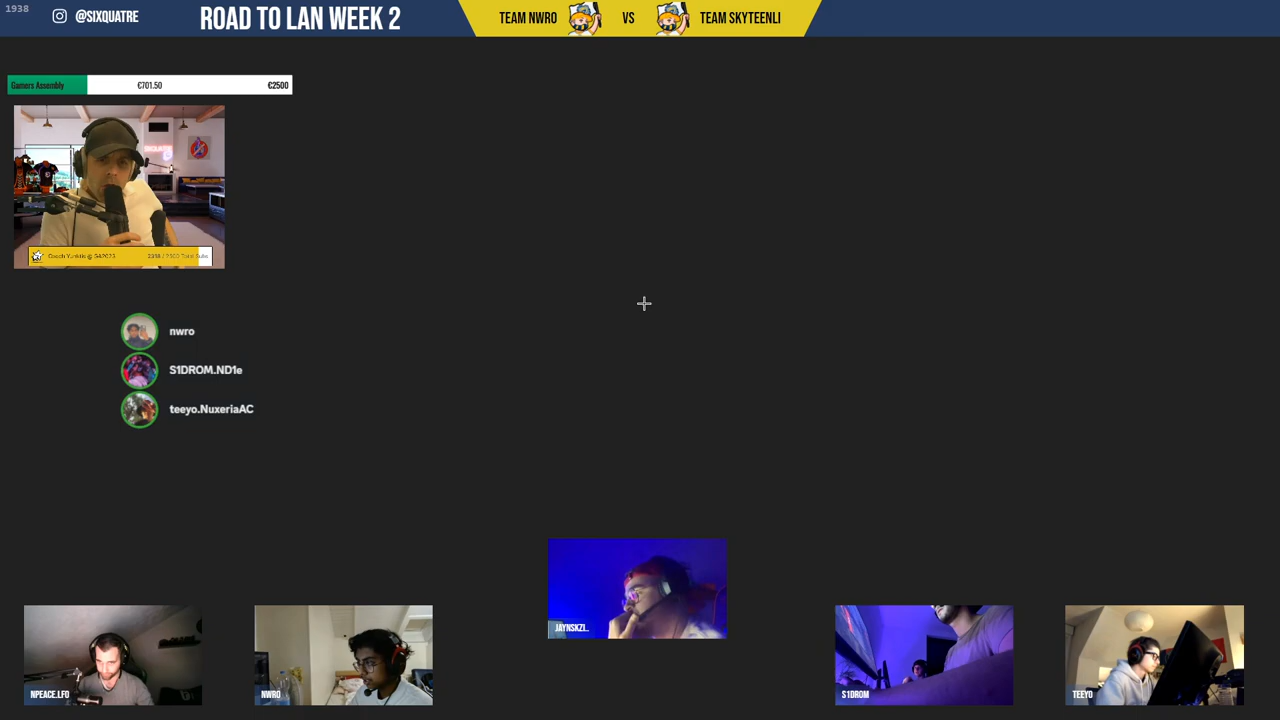 1938
@SIXQUATRE
ROAD TO LAN WEEK 2
TEAM NWRO
VS
TEAM SKYTEENLI
Gamers Assembly
€701.50
€2500
nwro
S1DROM.ND1e
teeyo.NuxeriaAC
JAYNSKZI..
NPEACE.LFO
NWRO
S1DROM
TEEYO